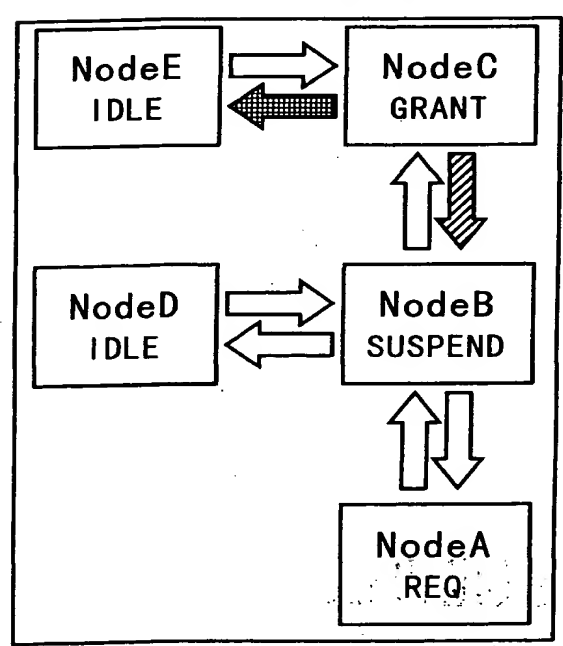 NodeE
IDLE
NodeC
GRANT
NodeD
IDLE
NodeB
SUSPEND
NodeA
REQ